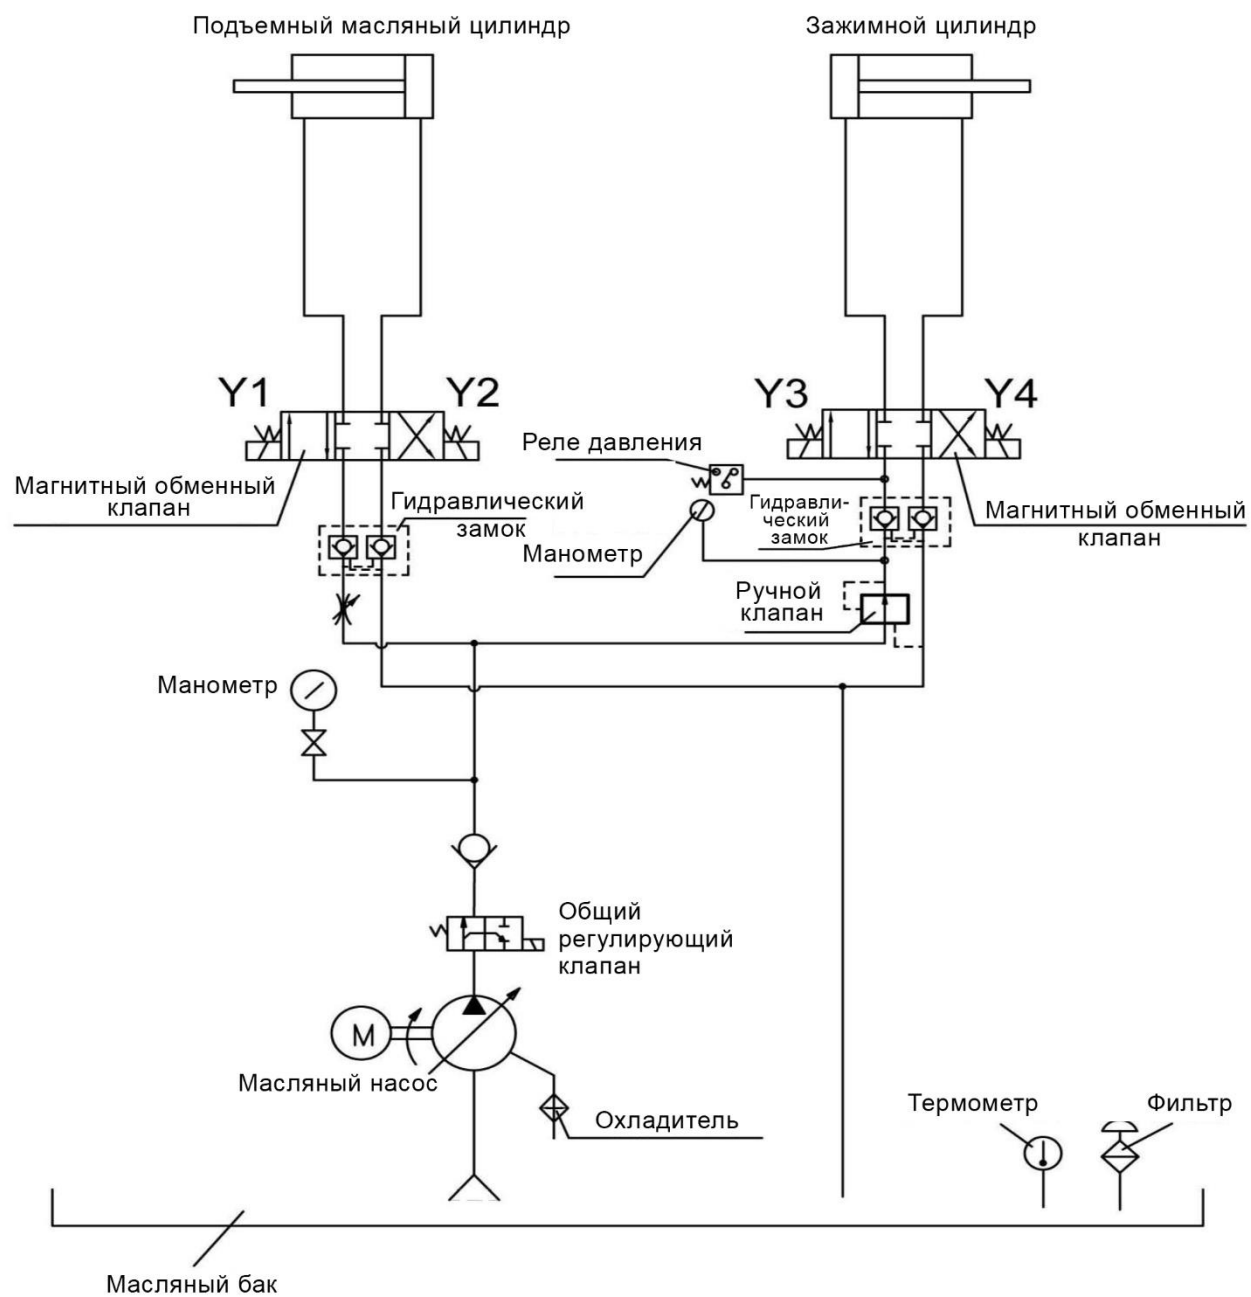 Подъемный масляный цилиндр
Зажимной цилиндр
Y1
Y2
Y3
Y4
Реле давления
Магнитный обменный
клапан
Гидравлический
замок
Гидравли-
ческий
замок
Магнитный обменный
клапан
Манометр
Ручной
клапан
Манометр
Общий
регулирующий
клапан
M
Масляный насос
Охладитель
Термометр
Фильтр
Масляный бак